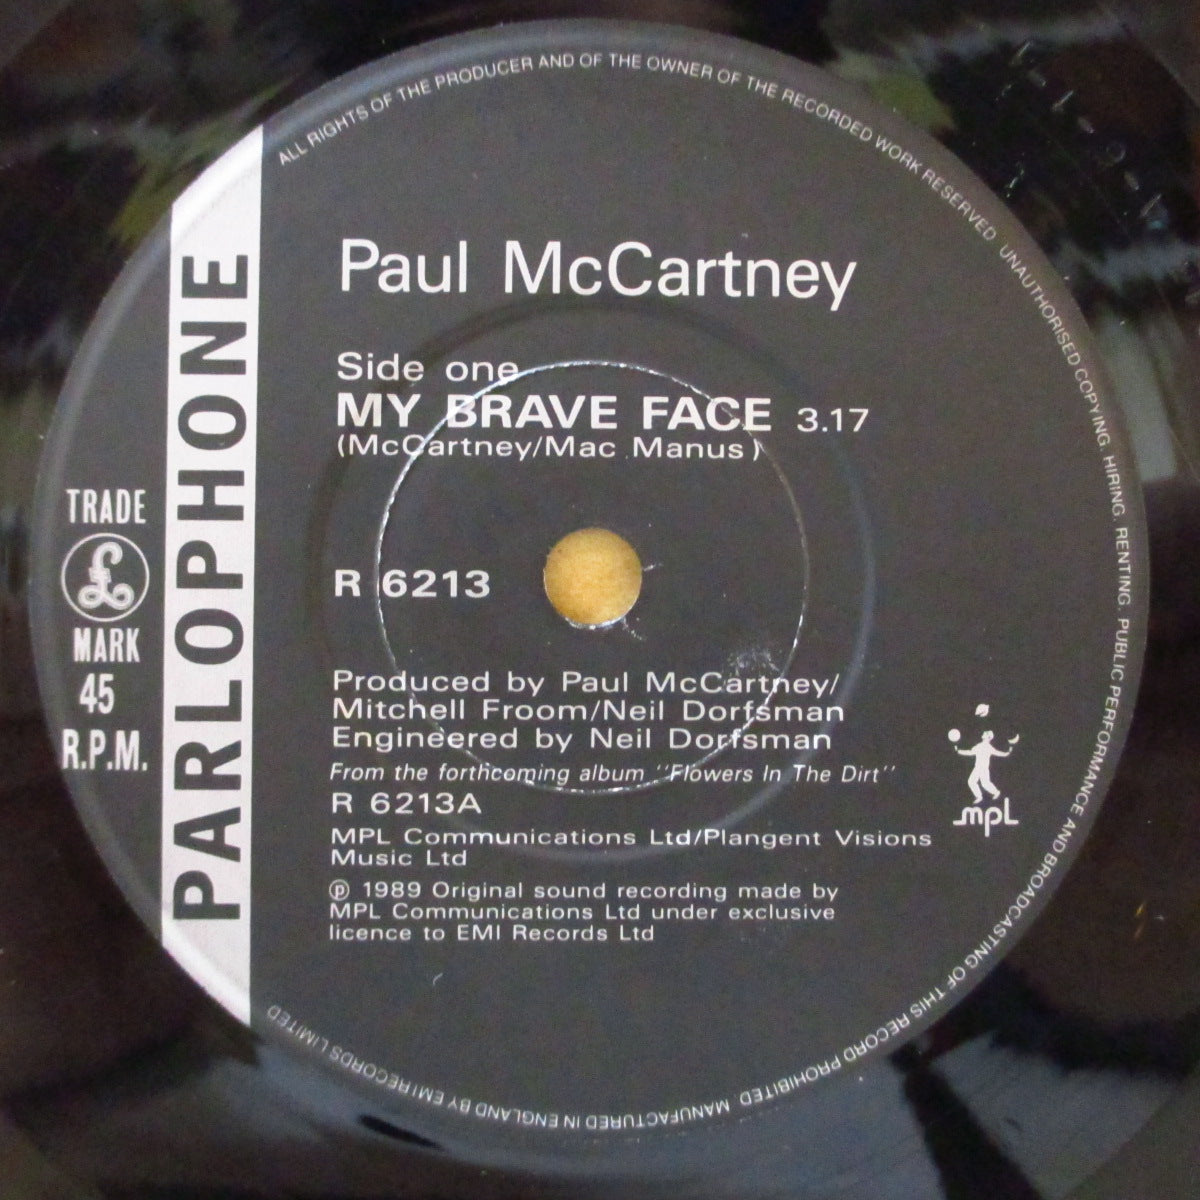 ALL RIGHTS OF THE PRODUCER AND OF THE OWNER OF THE RECORDED WORK RESERVED. UNAUTHORISED COPYING. HIRING. RENTING. PUBLIC PERFORMANCE AND BROADCASTING OF THIS RECORD PROHIBITED. MANUFACTURED IN ENGLAND BY EMI RECORDS LIMITED
PARLOPHONE
TRADE
£
MARK
45
R.P.M.
Paul McCartney
Side one
MY BRAVE FACE 3.17
(McCartney/Mac Manus)
R 6213
Produced by Paul McCartney/
Mitchell Froom/Neil Dorfsman
Engineered by Neil Dorfsman
From the forthcoming album "Flowers In The Dirt"
R 6213A
MPL Communications Ltd/Plangent Visions
Music Ltd
℗ 1989 Original sound recording made by
MPL Communications Ltd under exclusive
licence to EMI Records Ltd
mpl